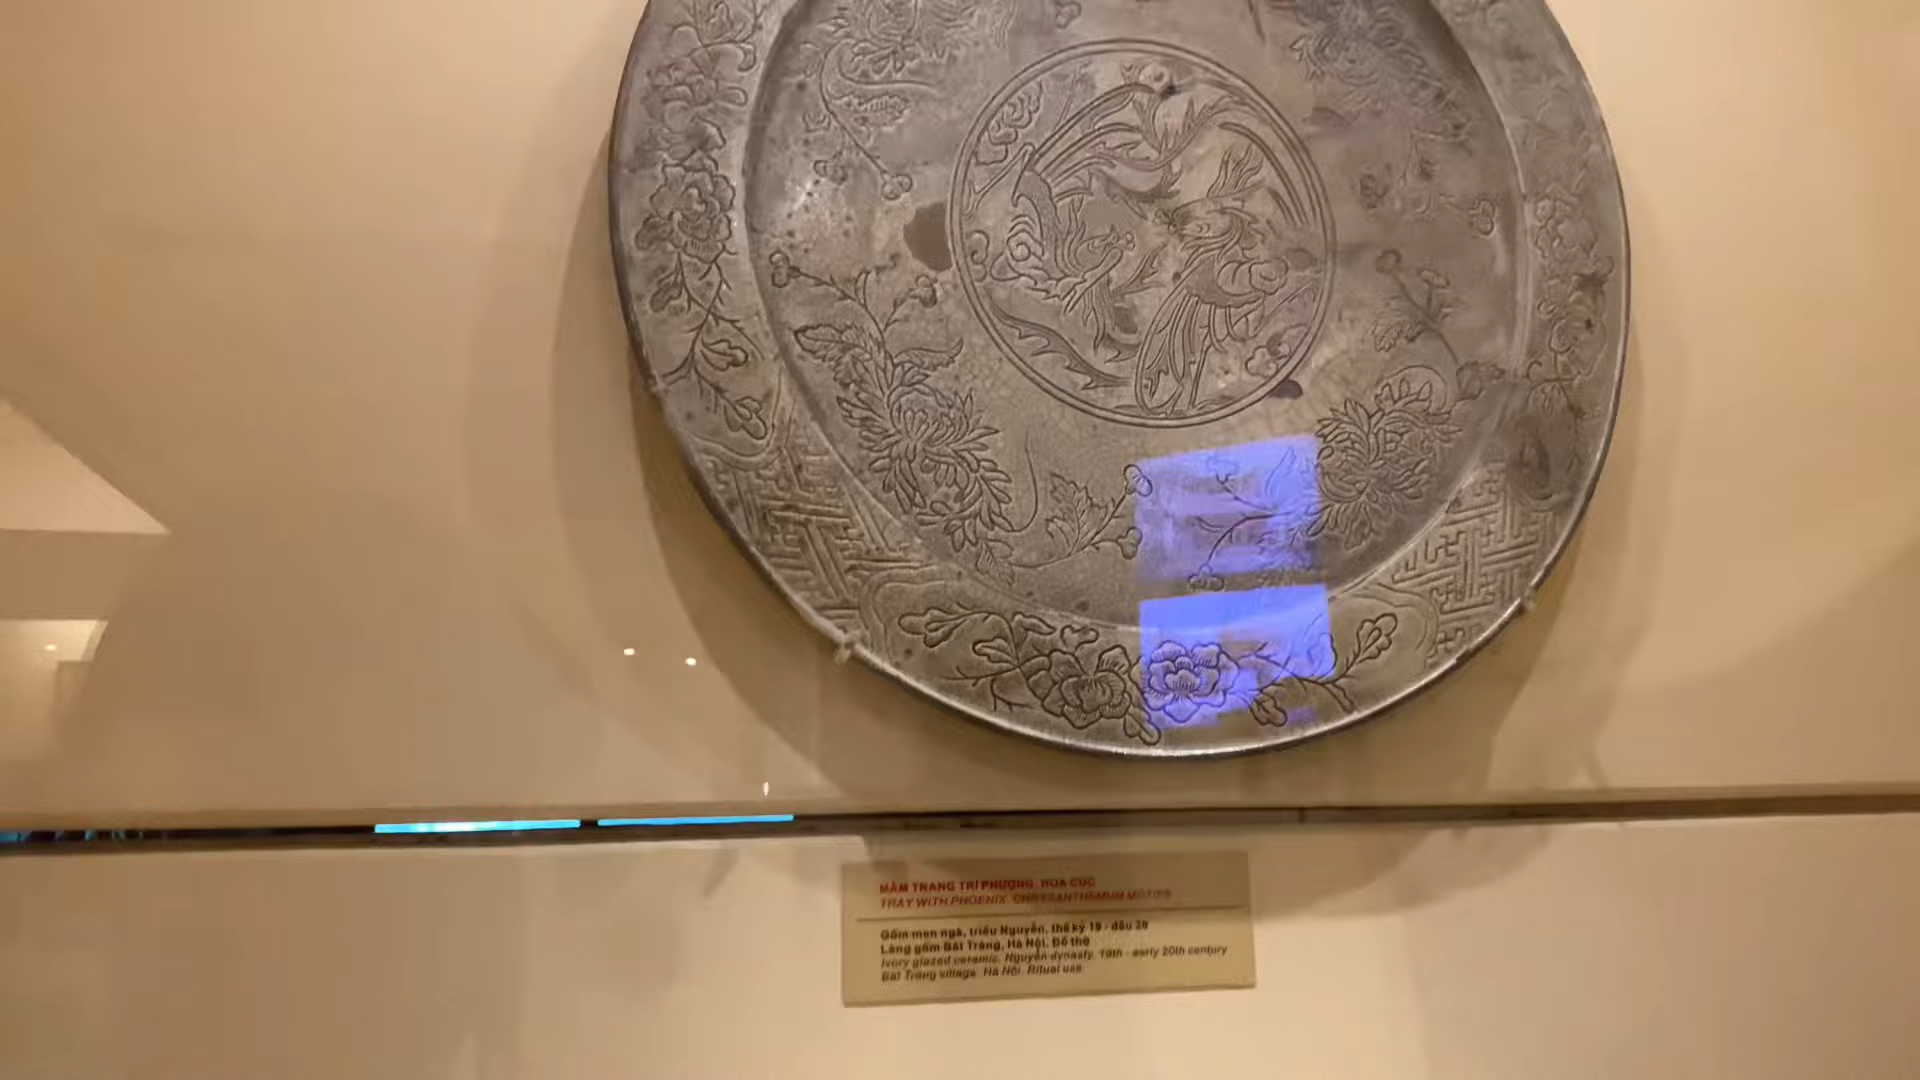 MÂM TRANG TRÍ PHƯỢNG, HOA CÚC
TRAY WITH PHOENIX, CHRYSANTHEMUM MOTIFS
Gốm men ngà, triều Nguyễn, thế kỷ 19 - đầu 20
Làng gốm Bát Tràng, Hà Nội. Đồ thờ
Ivory glazed ceramic, Nguyễn dynasty, 19th - early 20th century
Bát Tràng village, Hà Nội. Ritual use